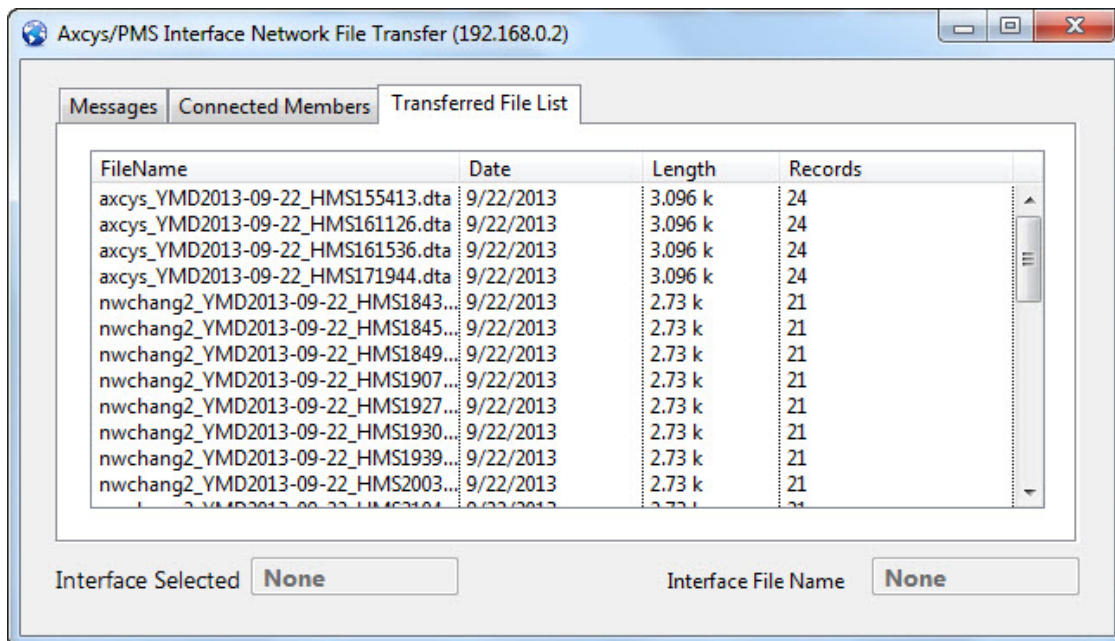 Axcys/PMS Interface Network File Transfer (192.168.0.2)
Messages Connected Members Transferred File List
FileName Date Length Records
axcys_YMD2013-09-22_HMS155413.dta 9/22/2013 3.096 k 24
axcys_YMD2013-09-22_HMS161126.dta 9/22/2013 3.096 k 24
axcys_YMD2013-09-22_HMS161536.dta 9/22/2013 3.096 k 24
axcys_YMD2013-09-22_HMS171944.dta 9/22/2013 3.096 k 24
nwchang2_YMD2013-09-22_HMS1843... 9/22/2013 2.73 k 21
nwchang2_YMD2013-09-22_HMS1845... 9/22/2013 2.73 k 21
nwchang2_YMD2013-09-22_HMS1849... 9/22/2013 2.73 k 21
nwchang2_YMD2013-09-22_HMS1907... 9/22/2013 2.73 k 21
nwchang2_YMD2013-09-22_HMS1927... 9/22/2013 2.73 k 21
nwchang2_YMD2013-09-22_HMS1930... 9/22/2013 2.73 k 21
nwchang2_YMD2013-09-22_HMS1939... 9/22/2013 2.73 k 21
nwchang2_YMD2013-09-22_HMS2003... 9/22/2013 2.73 k 21
Interface Selected None Interface File Name None